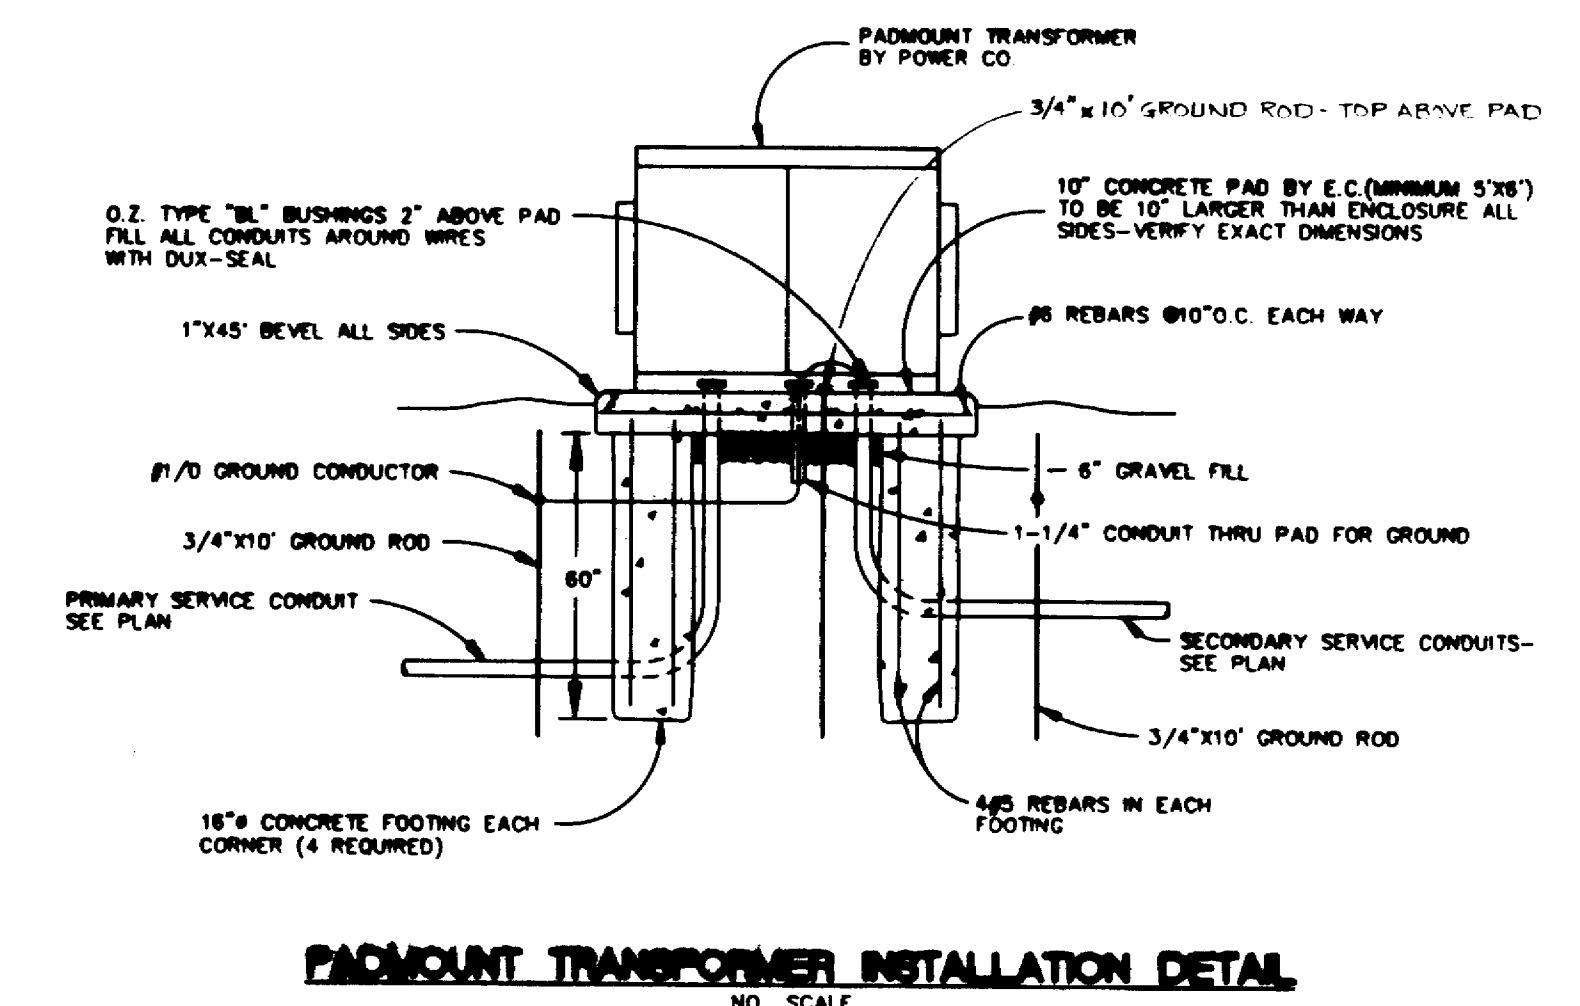 PADMOUNT TRANSFORMER
BY POWER CO
3/4" x 10' GROUND ROD - TOP ABOVE PAD
10" CONCRETE PAD BY E.C.(MINIMUM 5'X6')
TO BE 10" LARGER THAN ENCLOSURE ALL
SIDES-VERIFY EXACT DIMENSIONS
O.Z. TYPE "BL" BUSHINGS 2" ABOVE PAD
FILL ALL CONDUITS AROUND WIRES
WITH DUX-SEAL
1"X45' BEVEL ALL SIDES
#6 REBARS @10"O.C. EACH WAY
#1/0 GROUND CONDUCTOR
6" GRAVEL FILL
3/4"X10' GROUND ROD
1-1/4" CONDUIT THRU PAD FOR GROUND
60"
PRIMARY SERVICE CONDUIT
SEE PLAN
SECONDARY SERVICE CONDUITS-
SEE PLAN
3/4"X10' GROUND ROD
4#5 REBARS IN EACH
FOOTING
16"ø CONCRETE FOOTING EACH
CORNER (4 REQUIRED)
PADMOUNT TRANSFORMER INSTALLATION DETAIL
NO SCALE